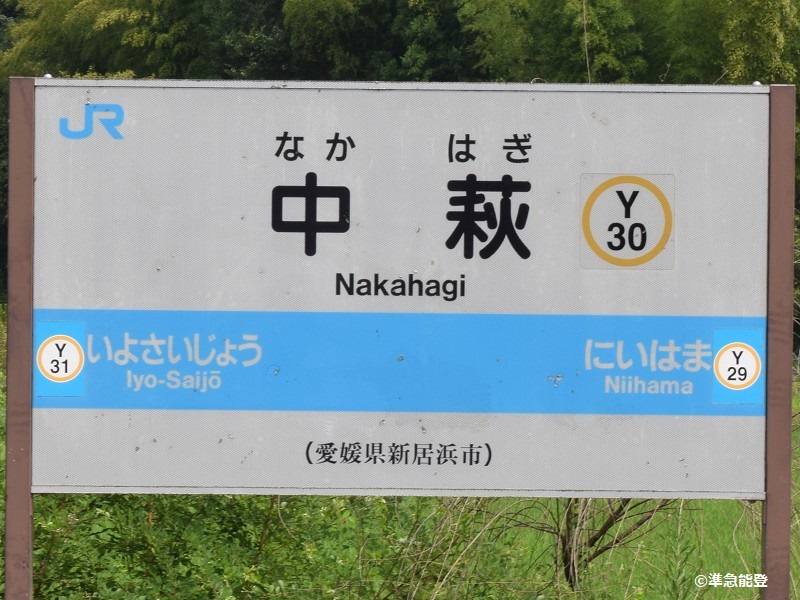 JR
なか はぎ
中 萩
Y
30
Nakahagi
Y
31
いよさいじょう
Iyo-Saijō
にいはま
Niihama
Y
29
(愛媛県新居浜市)
©準急能登